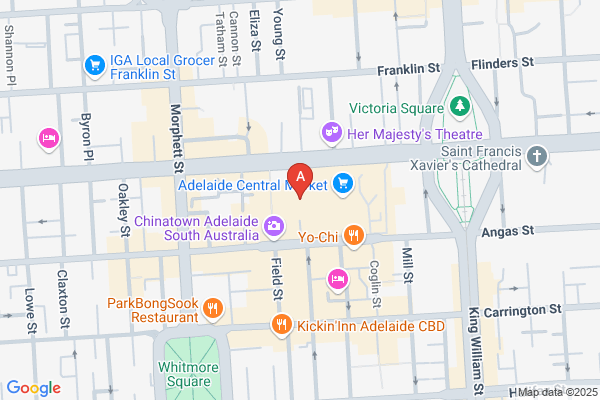 Shannon Pl
Cannon St
Tatham St
Eliza St
Young St
IGA Local Grocer
Franklin St
Franklin St
Flinders St
Byron Pl
Morphett St
Victoria Square
Her Majesty's Theatre
Saint Francis
Xavier's Cathedral
A
Adelaide Central Market
Oakley St
Chinatown Adelaide
South Australia
Yo-Chi
Angas St
Claxton St
Lowe St
Field St
Coglin St
Mill St
King William St
ParkBongSook
Restaurant
Kickin'Inn Adelaide CBD
Carrington St
Whitmore
Square
Google
Map data ©2025